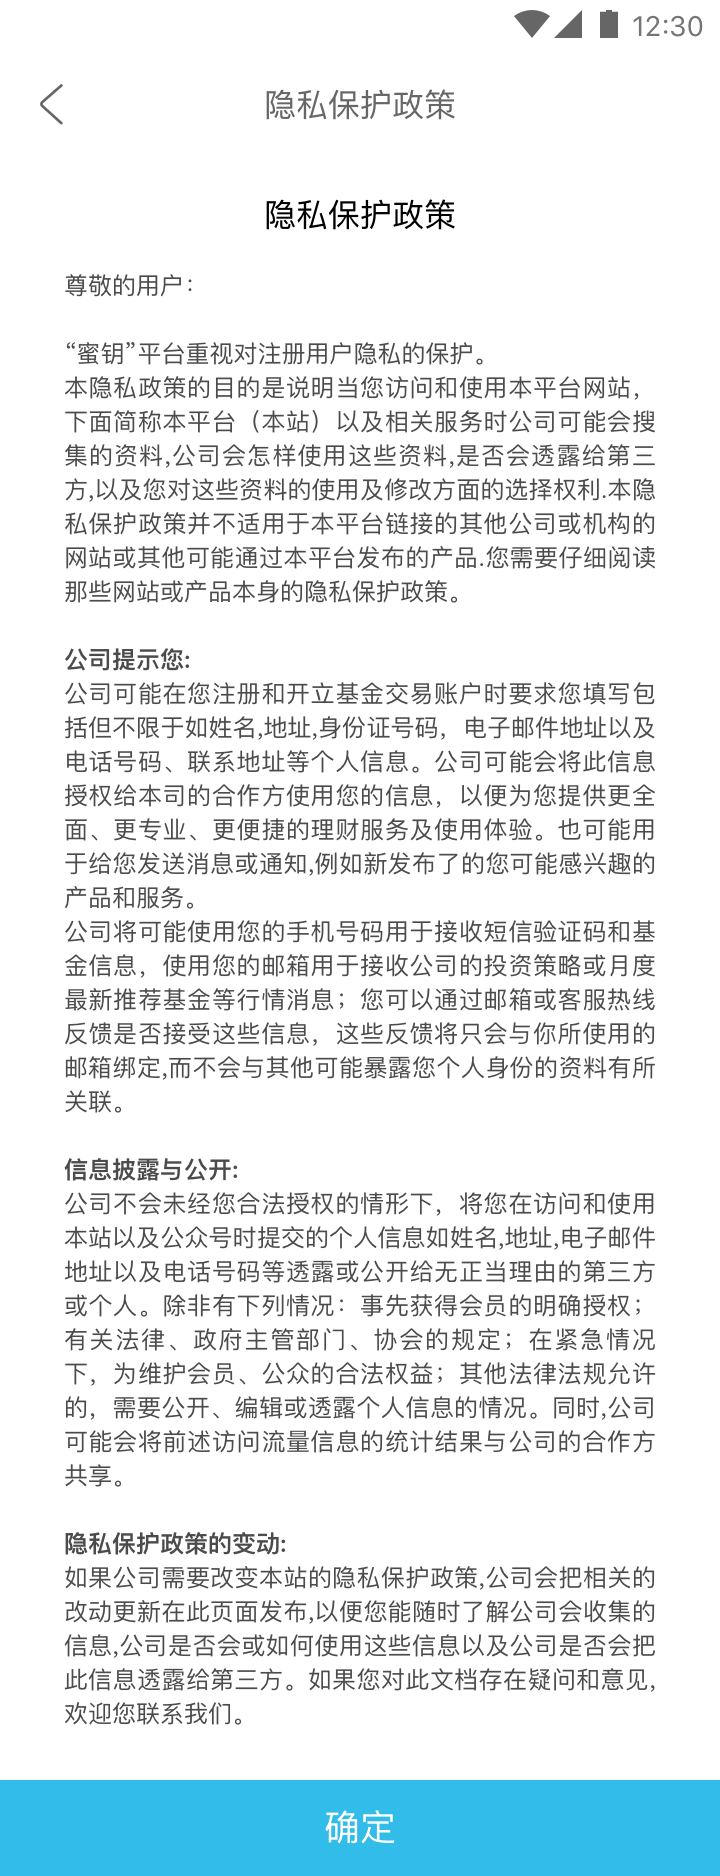 12:30
隐私保护政策
隐私保护政策
尊敬的用户：
“蜜钥”平台重视对注册用户隐私的保护。
本隐私政策的目的是说明当您访问和使用本平台网站，
下面简称本平台（本站）以及相关服务时公司可能会搜
集的资料,公司会怎样使用这些资料,是否会透露给第三
方,以及您对这些资料的使用及修改方面的选择权利.本隐
私保护政策并不适用于本平台链接的其他公司或机构的
网站或其他可能通过本平台发布的产品.您需要仔细阅读
那些网站或产品本身的隐私保护政策。
公司提示您:
公司可能在您注册和开立基金交易账户时要求您填写包
括但不限于如姓名,地址,身份证号码，电子邮件地址以及
电话号码、联系地址等个人信息。公司可能会将此信息
授权给本司的合作方使用您的信息，以便为您提供更全
面、更专业、更便捷的理财服务及使用体验。也可能用
于给您发送消息或通知,例如新发布了的您可能感兴趣的
产品和服务。
公司将可能使用您的手机号码用于接收短信验证码和基
金信息，使用您的邮箱用于接收公司的投资策略或月度
最新推荐基金等行情消息；您可以通过邮箱或客服热线
反馈是否接受这些信息，这些反馈将只会与你所使用的
邮箱绑定,而不会与其他可能暴露您个人身份的资料有所
关联。
信息披露与公开:
公司不会未经您合法授权的情形下，将您在访问和使用
本站以及公众号时提交的个人信息如姓名,地址,电子邮件
地址以及电话号码等透露或公开给无正当理由的第三方
或个人。除非有下列情况：事先获得会员的明确授权；
有关法律、政府主管部门、协会的规定；在紧急情况
下，为维护会员、公众的合法权益；其他法律法规允许
的，需要公开、编辑或透露个人信息的情况。同时,公司
可能会将前述访问流量信息的统计结果与公司的合作方
共享。
隐私保护政策的变动:
如果公司需要改变本站的隐私保护政策,公司会把相关的
改动更新在此页面发布,以便您能随时了解公司会收集的
信息,公司是否会或如何使用这些信息以及公司是否会把
此信息透露给第三方。如果您对此文档存在疑问和意见,
欢迎您联系我们。
确定